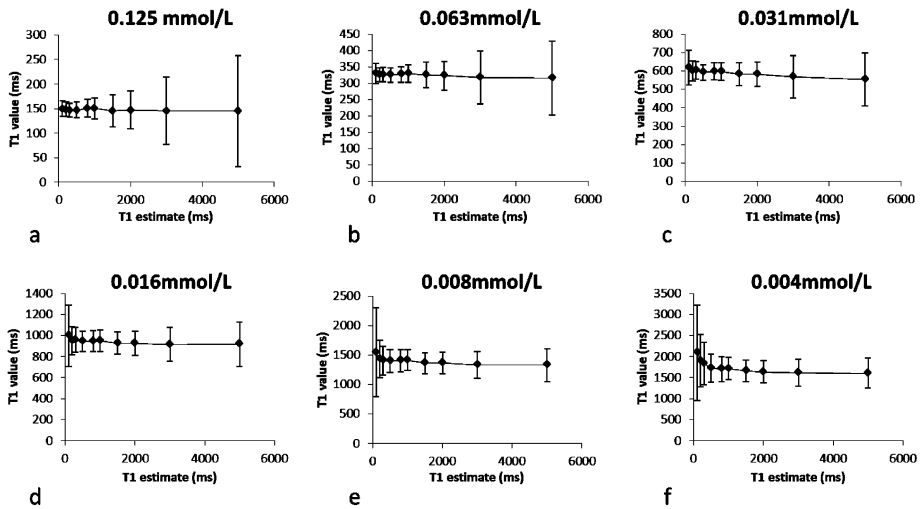 0.125 mmol/L
0.063mmol/L
0.031mmol/L
T1 value (ms)
300
250
200
150
100
50
0
0 2000 4000 6000
T1 estimate (ms)
a
T1 value (ms)
450
400
350
300
250
200
150
100
50
0
0 2000 4000 6000
T1 estimate (ms)
b
T1 value (ms)
800
700
600
500
400
300
200
100
0
0 2000 4000 6000
T1 estimate (ms)
c
0.016mmol/L
0.008mmol/L
0.004mmol/L
T1 value (ms)
1400
1200
1000
800
600
400
200
0
0 2000 4000 6000
T1 estimate (ms)
d
T1 value (ms)
2500
2000
1500
1000
500
0
0 2000 4000 6000
T1 estimate (ms)
e
T1 value (ms)
3500
3000
2500
2000
1500
1000
500
0
0 2000 4000 6000
T1 estimate (ms)
f